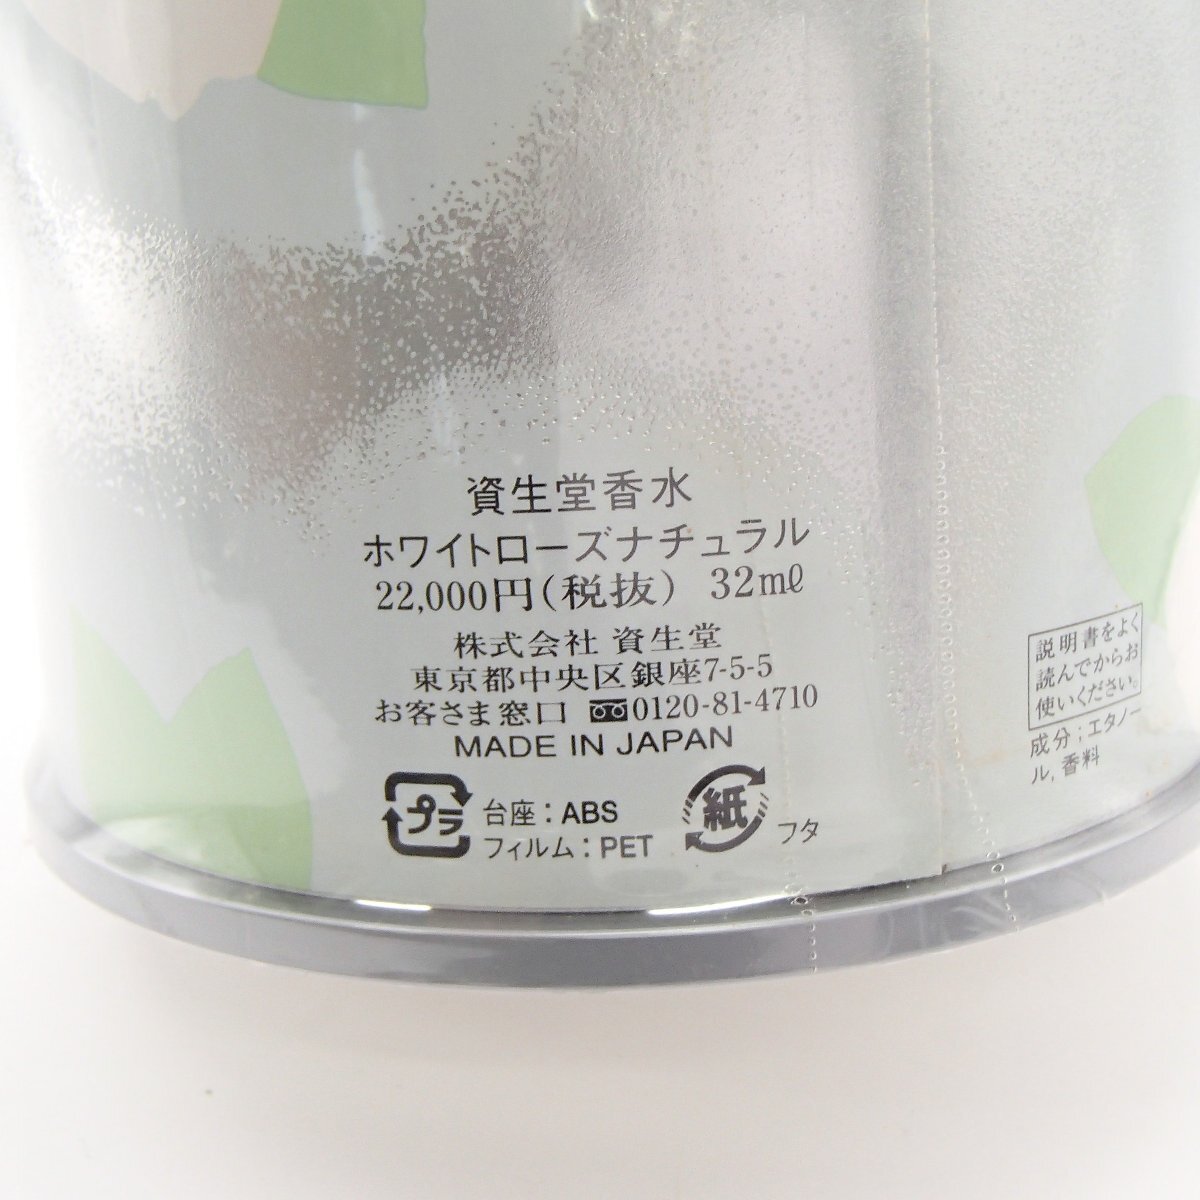 資生堂香水
ホワイトローズナチュラル
22,000円(税抜) 32mℓ
株式会社 資生堂
東京都中央区銀座7-5-5
お客さま窓口 0120-81-4710
MADE IN JAPAN
プラ
台座:ABS
フィルム:PET
紙
フタ
説明書をよく
読んでからお
使いください。
成分;エタノー
ル,香料